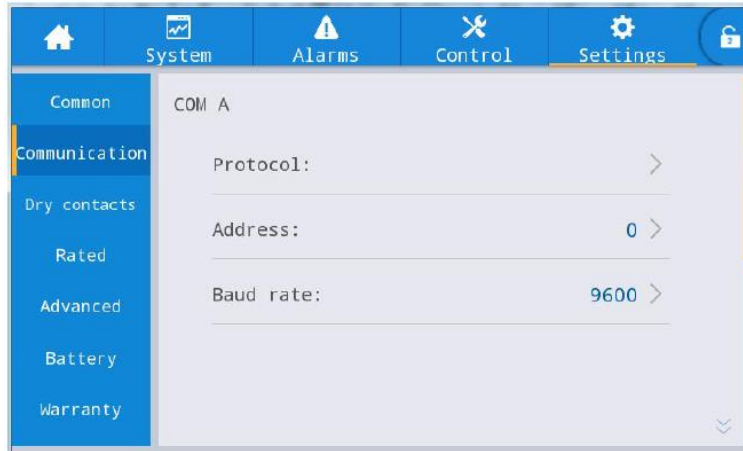 System Alarms Control Settings
Common
Communication
Dry contacts
Rated
Advanced
Battery
Warranty
COM A
Protocol:
Address: 0
Baud rate: 9600